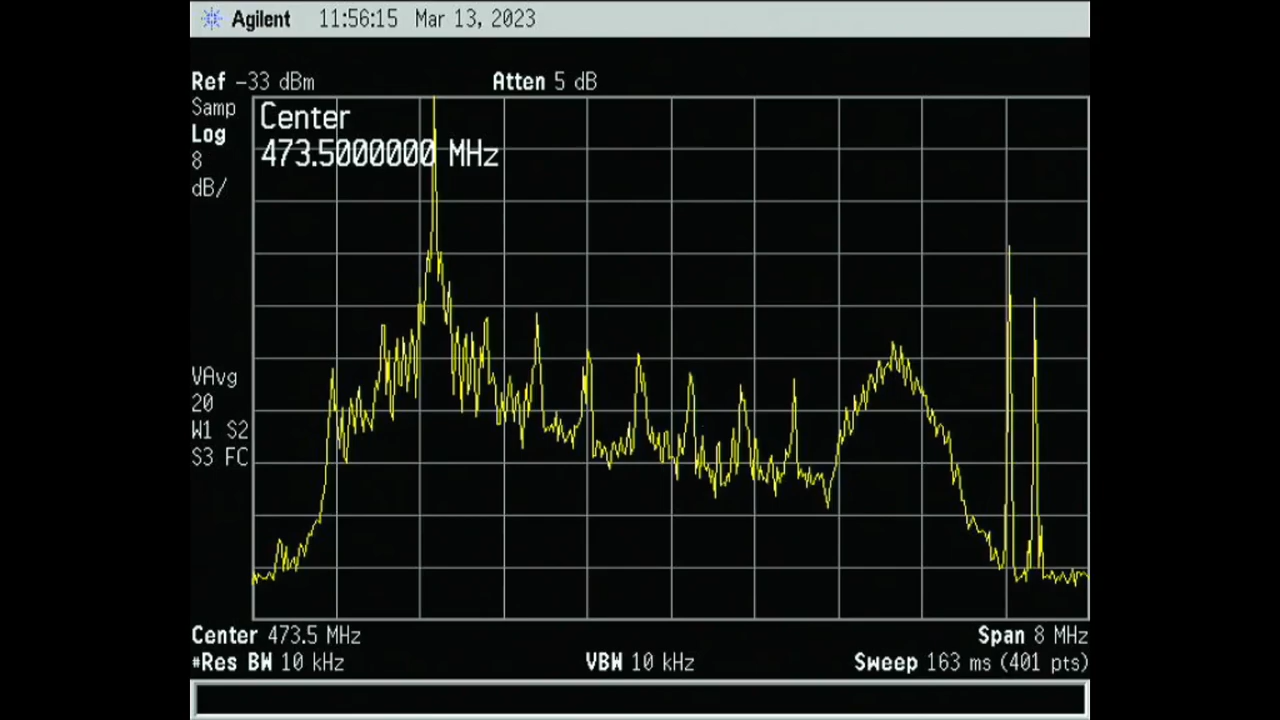 Agilent 11:56:15 Mar 13, 2023
Ref -33 dBm Atten 5 dB
Samp
Log
8
dB/
Center
473.5000000 MHz
VAvg
20
W1 S2
S3 FC
Center 473.5 MHz Span 8 MHz
#Res BW 10 kHz VBW 10 kHz Sweep 163 ms (401 pts)